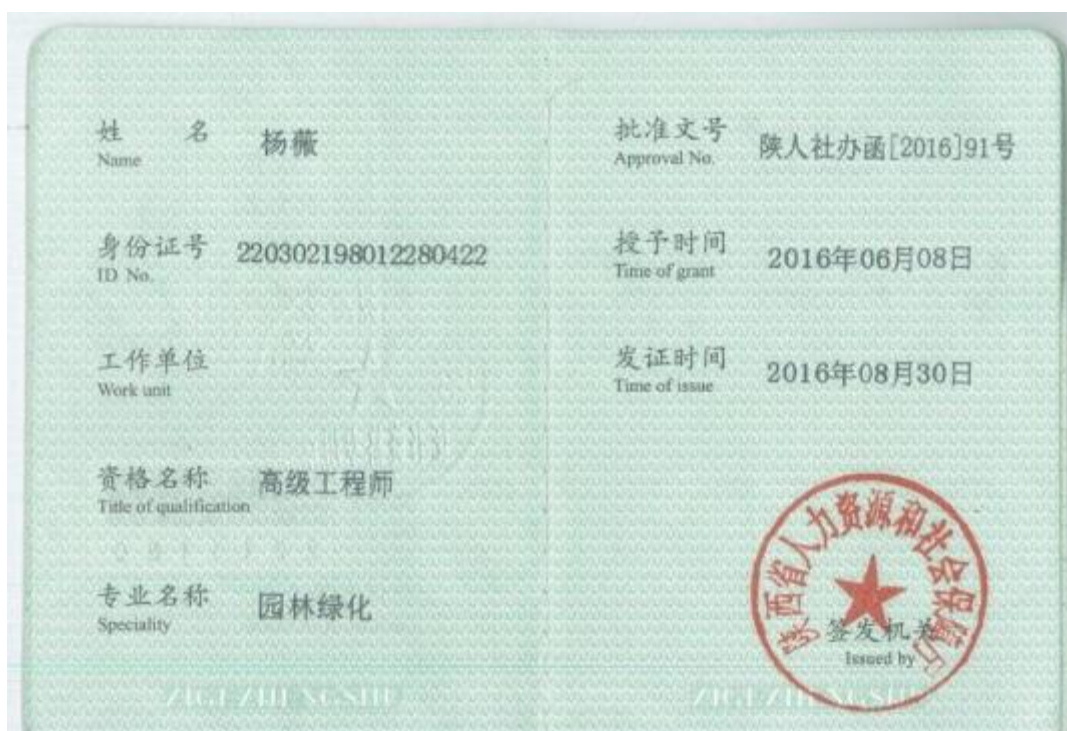 姓 名 杨薇
Name
身份证号 220302198012280422
ID No.
工作单位
Work unit
资格名称 高级工程师
Title of qualification
专业名称 园林绿化
Speciality
ZIGEZHENGSHU
批准文号 陕人社办函[2016]91号
Approval No.
授予时间 2016年06月08日
Time of grant
发证时间 2016年08月30日
Time of issue
陕西省人力资源和社会保障厅
签发机关
Issued by
ZIGEZHENGSHU